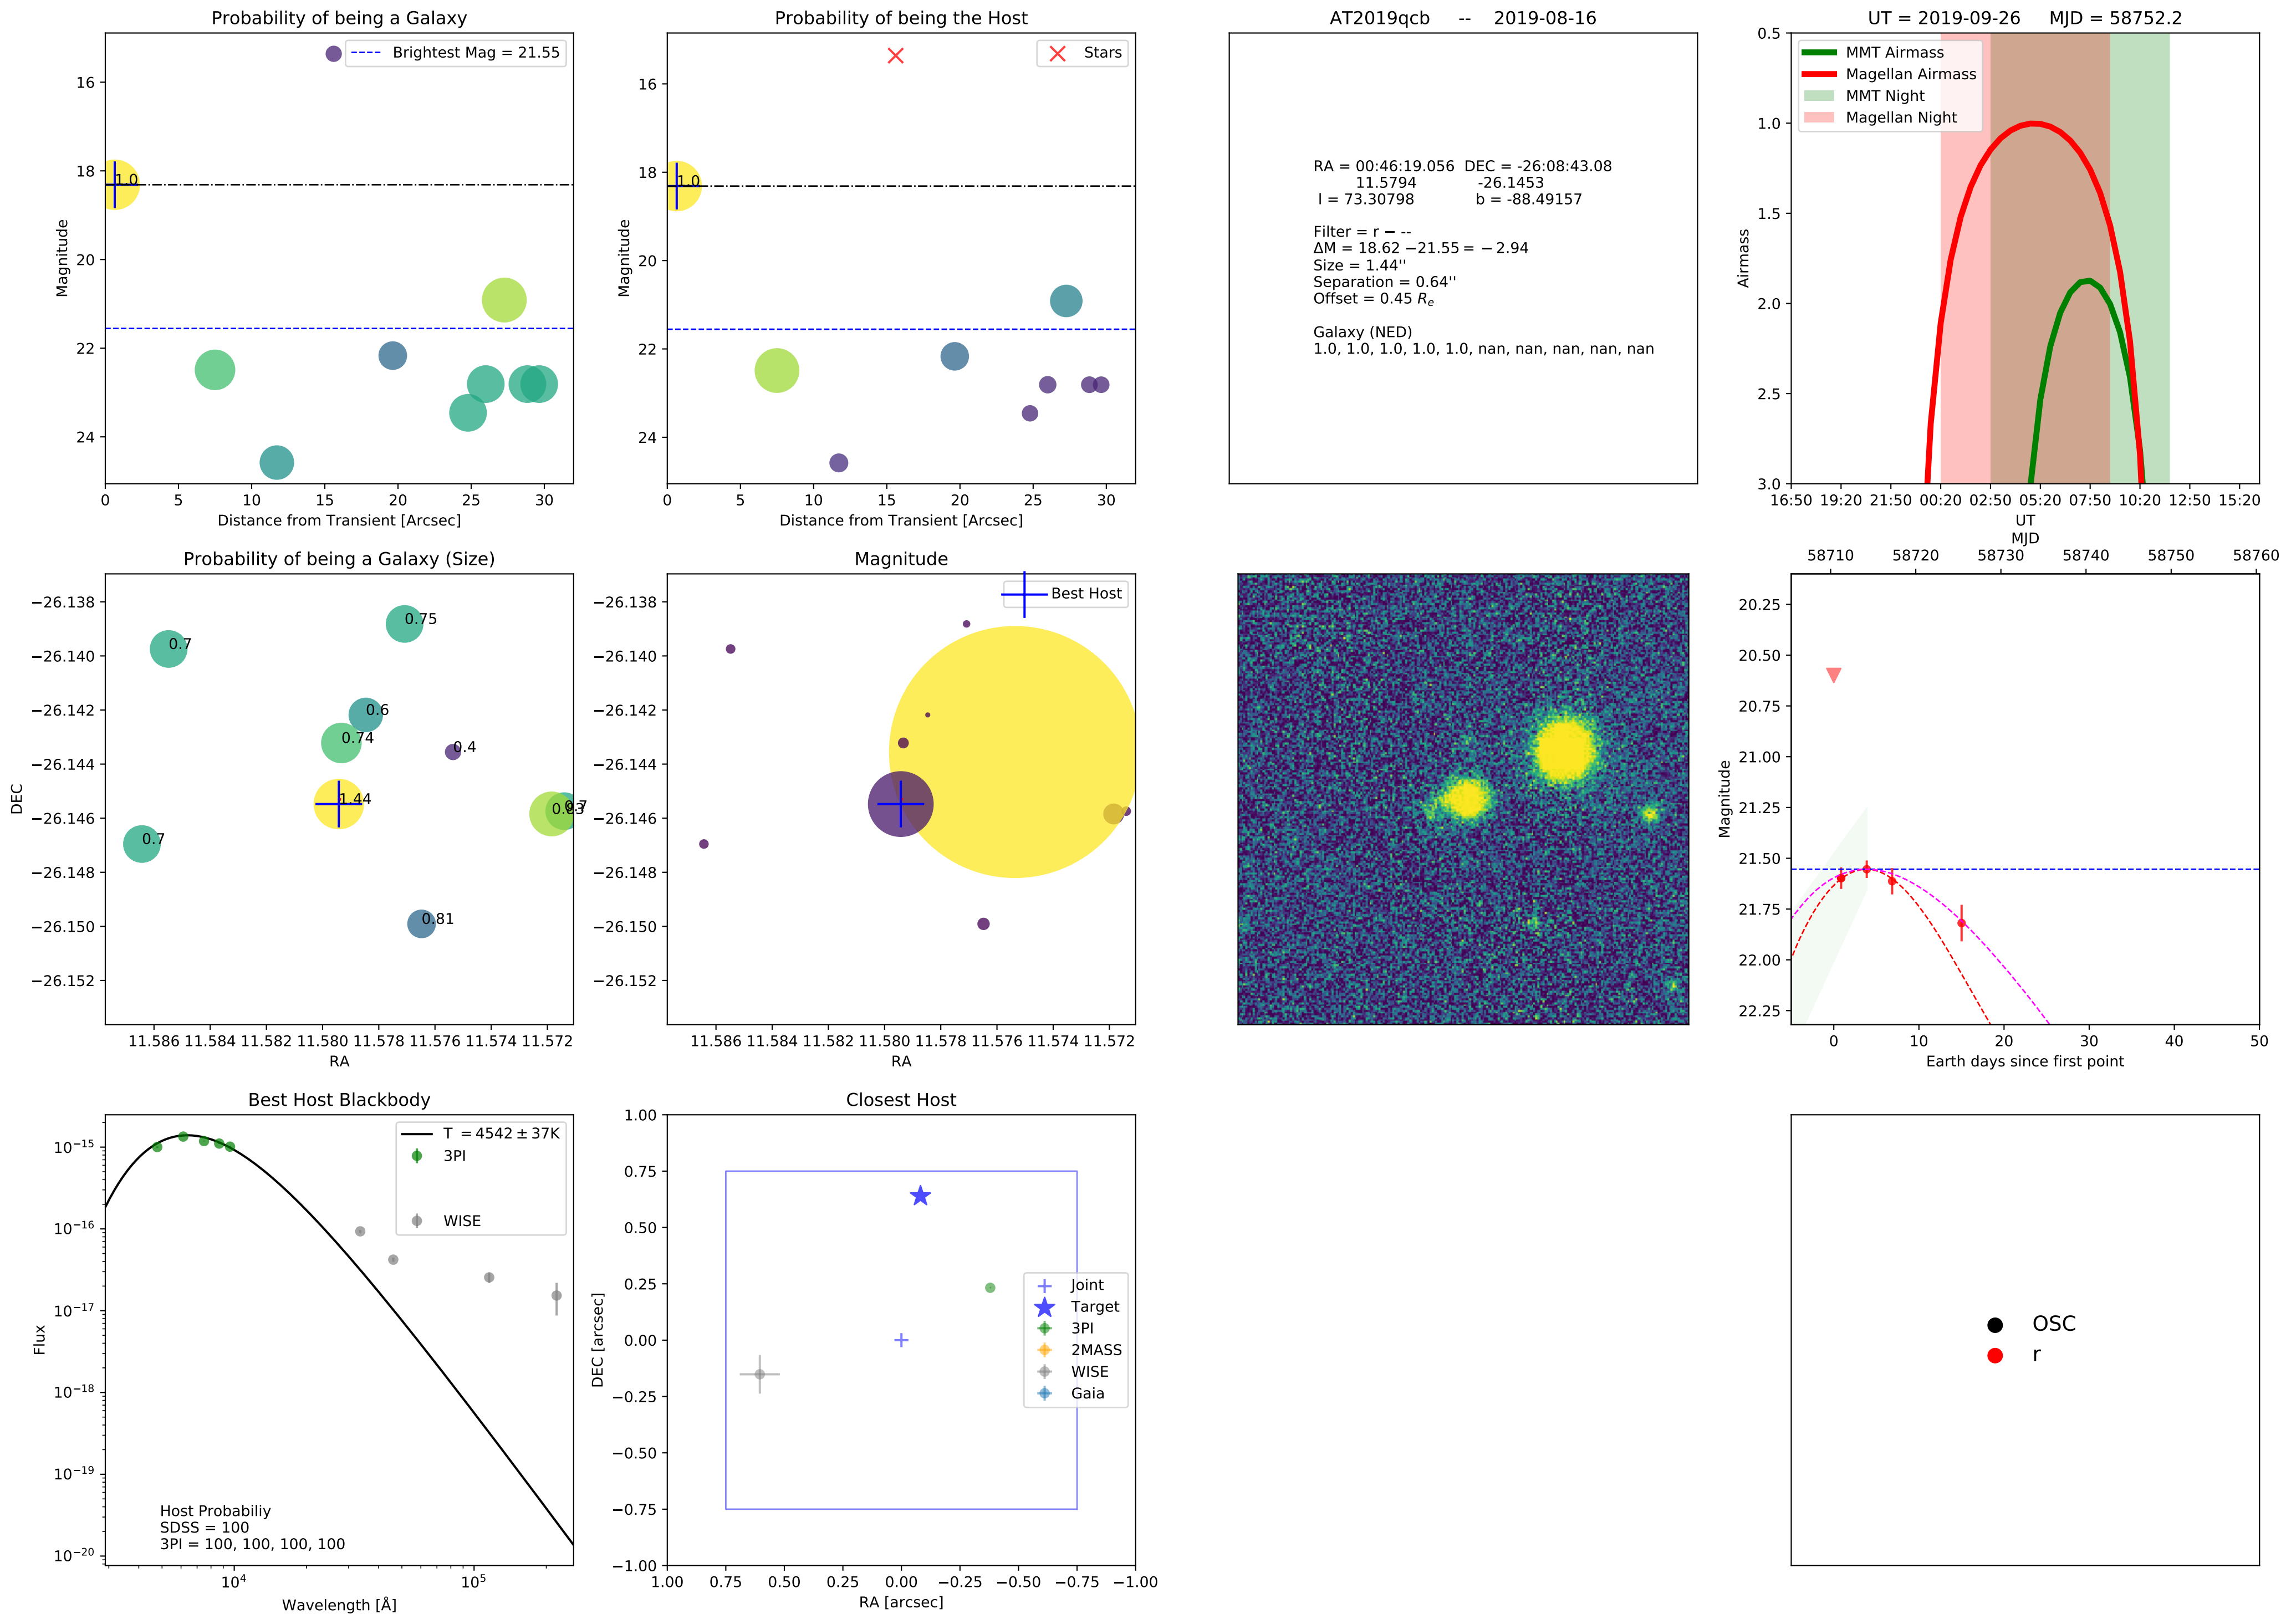 Probability of being a Galaxy
Brightest Mag = 21.55
1.0
16
18
20
22
24
Magnitude
0 5 10 15 20 25 30
Distance from Transient [Arcsec]
Probability of being the Host
Stars
1.0
16
18
20
22
24
Magnitude
0 5 10 15 20 25 30
Distance from Transient [Arcsec]
AT2019qcb -- 2019-08-16
RA = 00:46:19.056 DEC = -26:08:43.08
11.5794 -26.1453
l = 73.30798 b = -88.49157
Filter = r − --
ΔM = 18.62 −21.55 = −2.94
Size = 1.44''
Separation = 0.64''
Offset = 0.45 Re
Galaxy (NED)
1.0, 1.0, 1.0, 1.0, 1.0, nan, nan, nan, nan, nan
UT = 2019-09-26 MJD = 58752.2
MMT Airmass
Magellan Airmass
MMT Night
Magellan Night
0.5
1.0
1.5
2.0
2.5
3.0
Airmass
16:50 19:20 21:50 00:20 02:50 05:20 07:50 10:20 12:50 15:20
UT
Probability of being a Galaxy (Size)
0.75
0.7
0.6
0.74
0.4
1.44
0.7
0.83
0.7
0.81
−26.138
−26.140
−26.142
−26.144
−26.146
−26.148
−26.150
−26.152
DEC
11.586 11.584 11.582 11.580 11.578 11.576 11.574 11.572
RA
Magnitude
Best Host
−26.138
−26.140
−26.142
−26.144
−26.146
−26.148
−26.150
−26.152
11.586 11.584 11.582 11.580 11.578 11.576 11.574 11.572
RA
MJD
58710 58720 58730 58740 58750 58760
20.25
20.50
20.75
21.00
21.25
21.50
21.75
22.00
22.25
Magnitude
0 10 20 30 40 50
Earth days since first point
Best Host Blackbody
T = 4542 ± 37K
3PI
WISE
10−15
10−16
10−17
10−18
10−19
10−20
Flux
Host Probabiliy
SDSS = 100
3PI = 100, 100, 100, 100
104 105
Wavelength [Å]
Closest Host
Joint
Target
3PI
2MASS
WISE
Gaia
1.00
0.75
0.50
0.25
0.00
−0.25
−0.50
−0.75
−1.00
DEC [arcsec]
1.00 0.75 0.50 0.25 0.00 −0.25 −0.50 −0.75 −1.00
RA [arcsec]
OSC
r